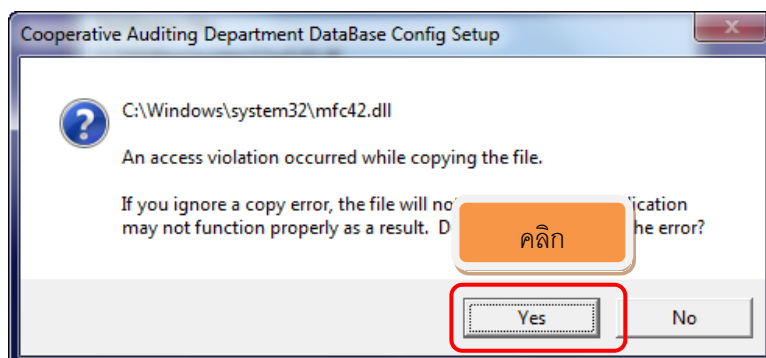 Cooperative Auditing Department DataBase Config Setup
C:\Windows\system32\mfc42.dll
An access violation occurred while copying the file.
If you ignore a copy error, the file will not lication
may not function properly as a result. D he error?
คลิก
Yes No